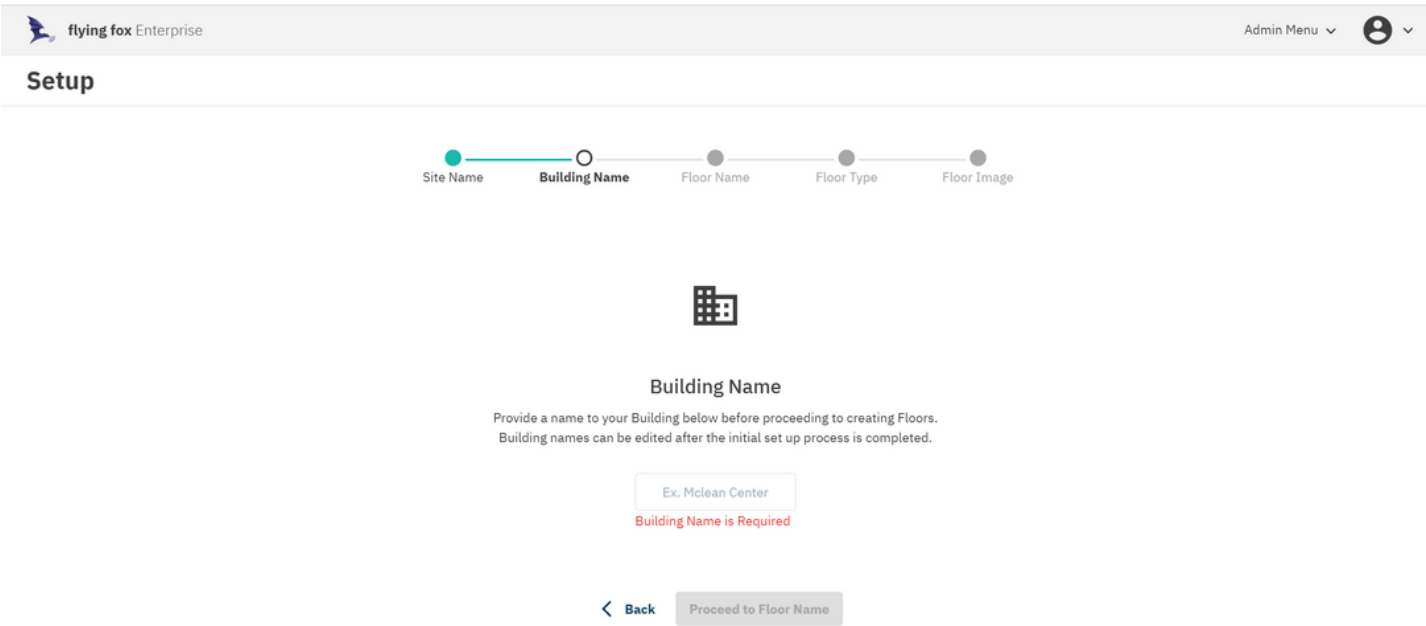 flying fox Enterprise
Admin Menu
Setup
Site Name
Building Name
Floor Name
Floor Type
Floor Image
Building Name
Provide a name to your Building below before proceeding to creating Floors.
Building names can be edited after the initial set up process is completed.
Ex. Mclean Center
Building Name is Required
Back
Proceed to Floor Name